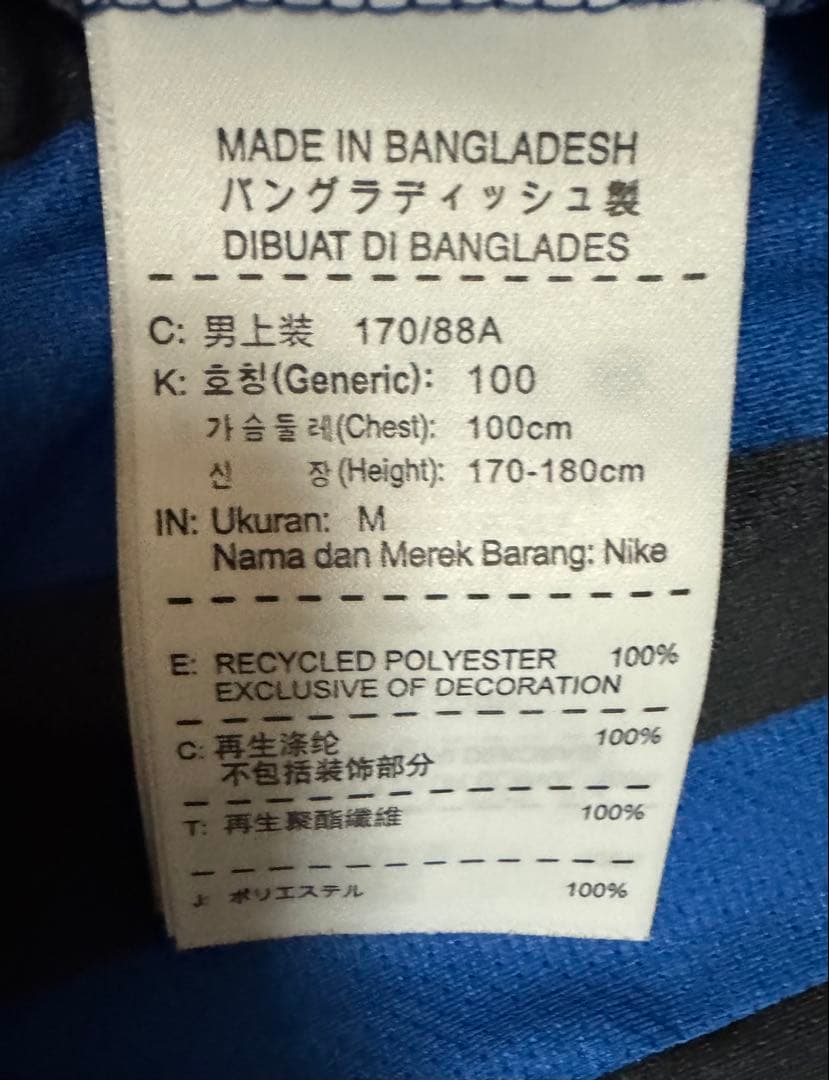 MADE IN BANGLADESH
バングラディッシュ製
DIBUAT DI BANGLADES
C: 男上装 170/88A
K: 호칭(Generic): 100
가슴둘레(Chest): 100cm
신 장(Height): 170-180cm
IN: Ukuran: M
Nama dan Merek Barang: Nike
E: RECYCLED POLYESTER 100%
EXCLUSIVE OF DECORATION
C: 再生涤纶 100%
不包括装饰部分
T: 再生聚酯纖維 100%
J: ポリエステル 100%